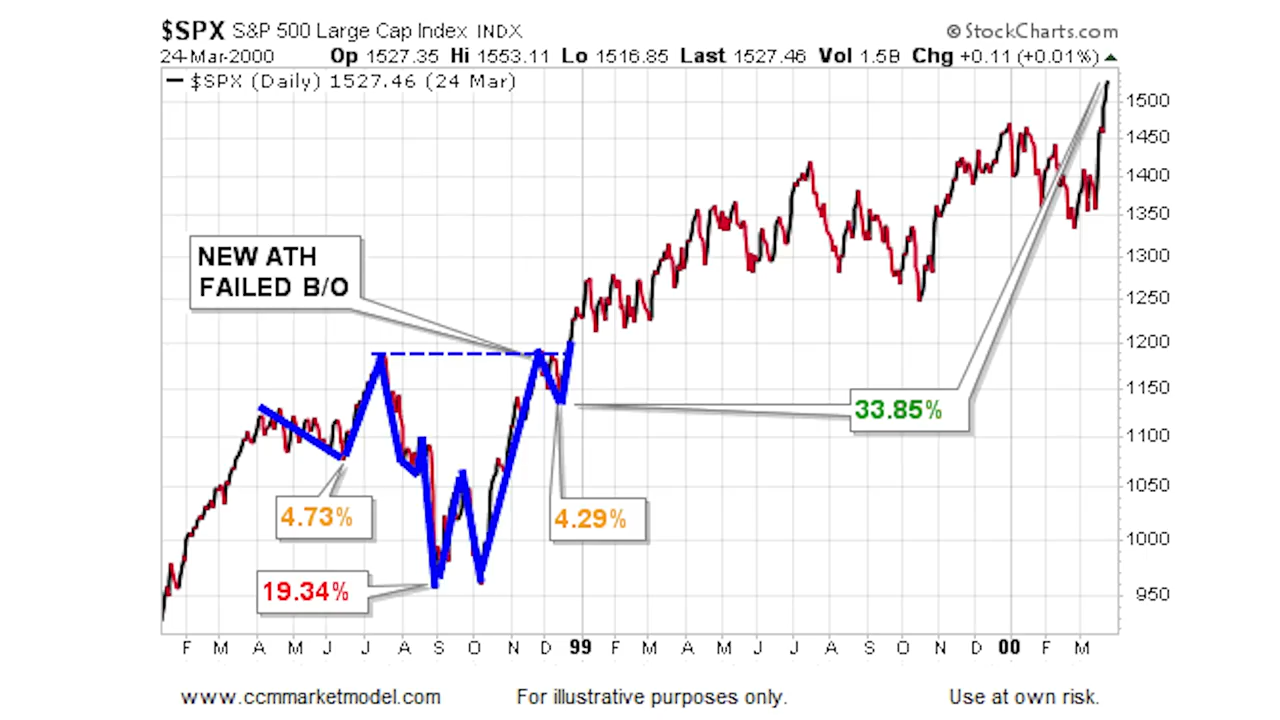 $SPX S&P 500 Large Cap Index INDX © StockCharts.com
24-Mar-2000 Op 1527.35 Hi 1553.11 Lo 1516.85 Last 1527.46 Vol 1.5B Chg +0.11 (+0.01%)
$SPX (Daily) 1527.46 (24 Mar)
1500
1450
1400
1350
1300
1250
1200
1150
1100
1050
1000
950
NEW ATH
FAILED B/O
33.85%
4.73%
4.29%
19.34%
F M A M J J A S O N D 99 F M A M J J A S O N D 00 F M
www.ccmmarketmodel.com For illustrative purposes only. Use at own risk.